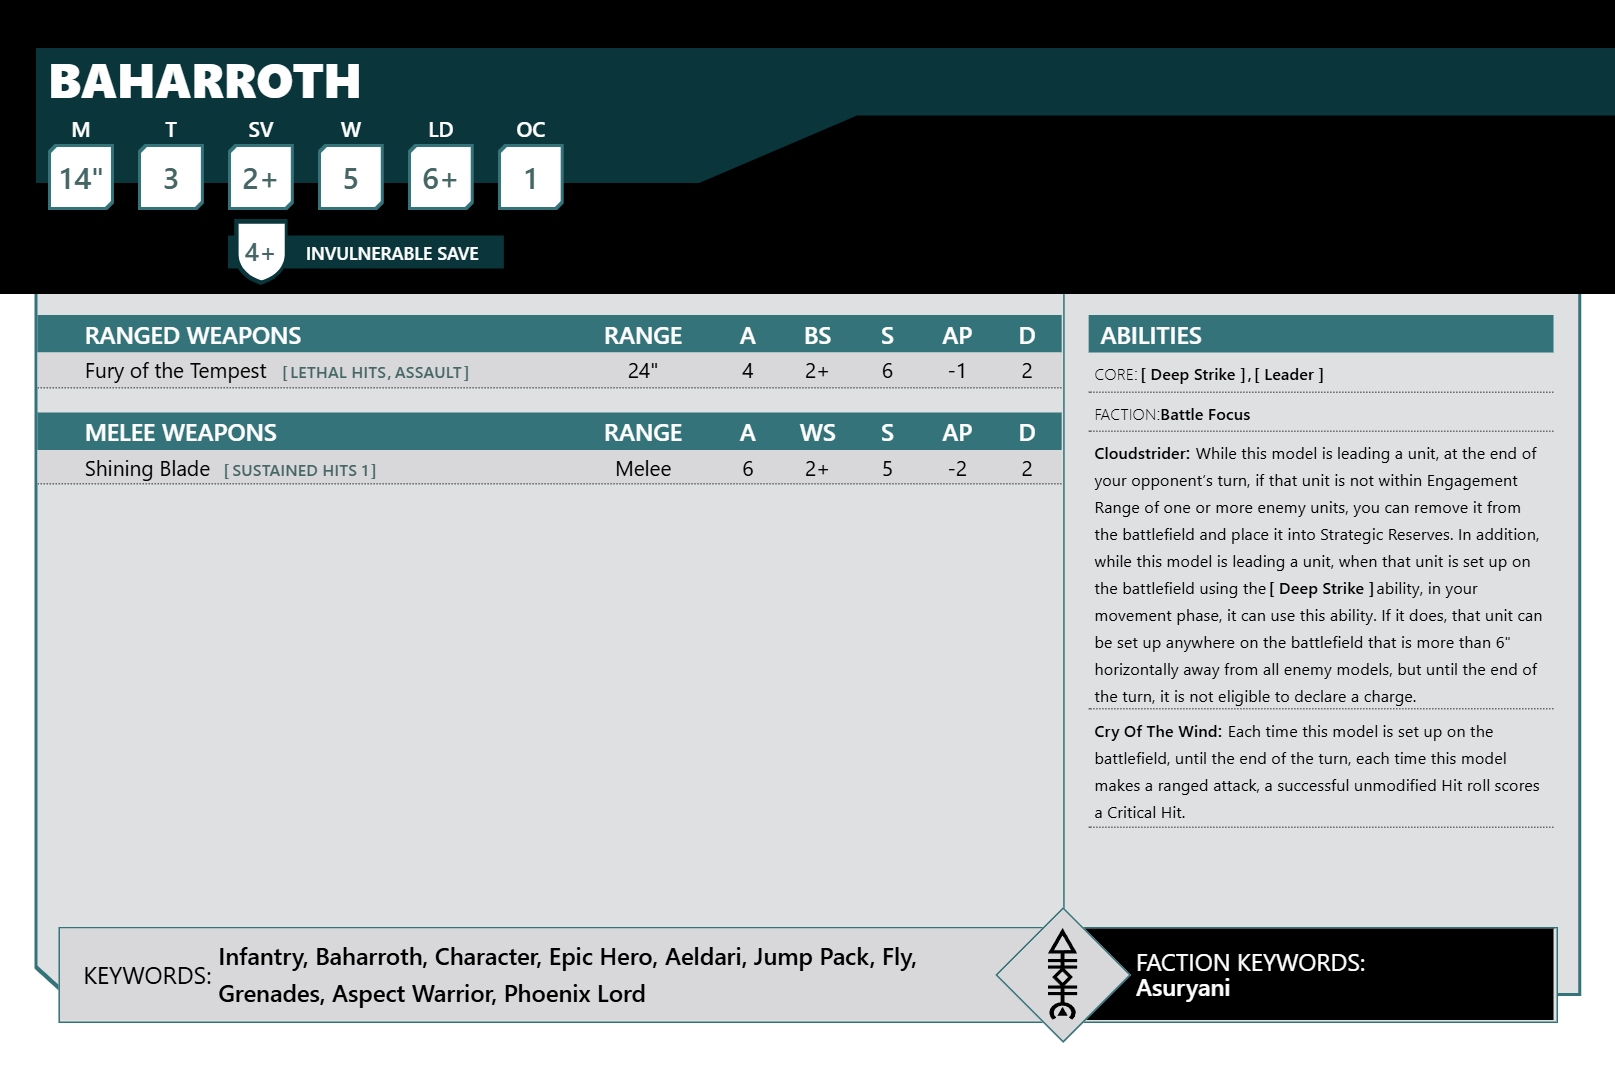 BAHARROTH
M T SV W LD OC
14" 3 2+ 5 6+ 1
4+ INVULNERABLE SAVE
RANGED WEAPONS RANGE A BS S AP D
Fury of the Tempest [LETHAL HITS, ASSAULT] 24" 4 2+ 6 -1 2
MELEE WEAPONS RANGE A WS S AP D
Shining Blade [SUSTAINED HITS 1] Melee 6 2+ 5 -2 2
ABILITIES
CORE: [ Deep Strike ], [ Leader ]
FACTION:Battle Focus
Cloudstrider: While this model is leading a unit, at the end of
your opponent's turn, if that unit is not within Engagement
Range of one or more enemy units, you can remove it from
the battlefield and place it into Strategic Reserves. In addition,
while this model is leading a unit, when that unit is set up on
the battlefield using the [ Deep Strike ] ability, in your
movement phase, it can use this ability. If it does, that unit can
be set up anywhere on the battlefield that is more than 6"
horizontally away from all enemy models, but until the end of
the turn, it is not eligible to declare a charge.
Cry Of The Wind: Each time this model is set up on the
battlefield, until the end of the turn, each time this model
makes a ranged attack, a successful unmodified Hit roll scores
a Critical Hit.
KEYWORDS: Infantry, Baharroth, Character, Epic Hero, Aeldari, Jump Pack, Fly,
Grenades, Aspect Warrior, Phoenix Lord
FACTION KEYWORDS:
Asuryani